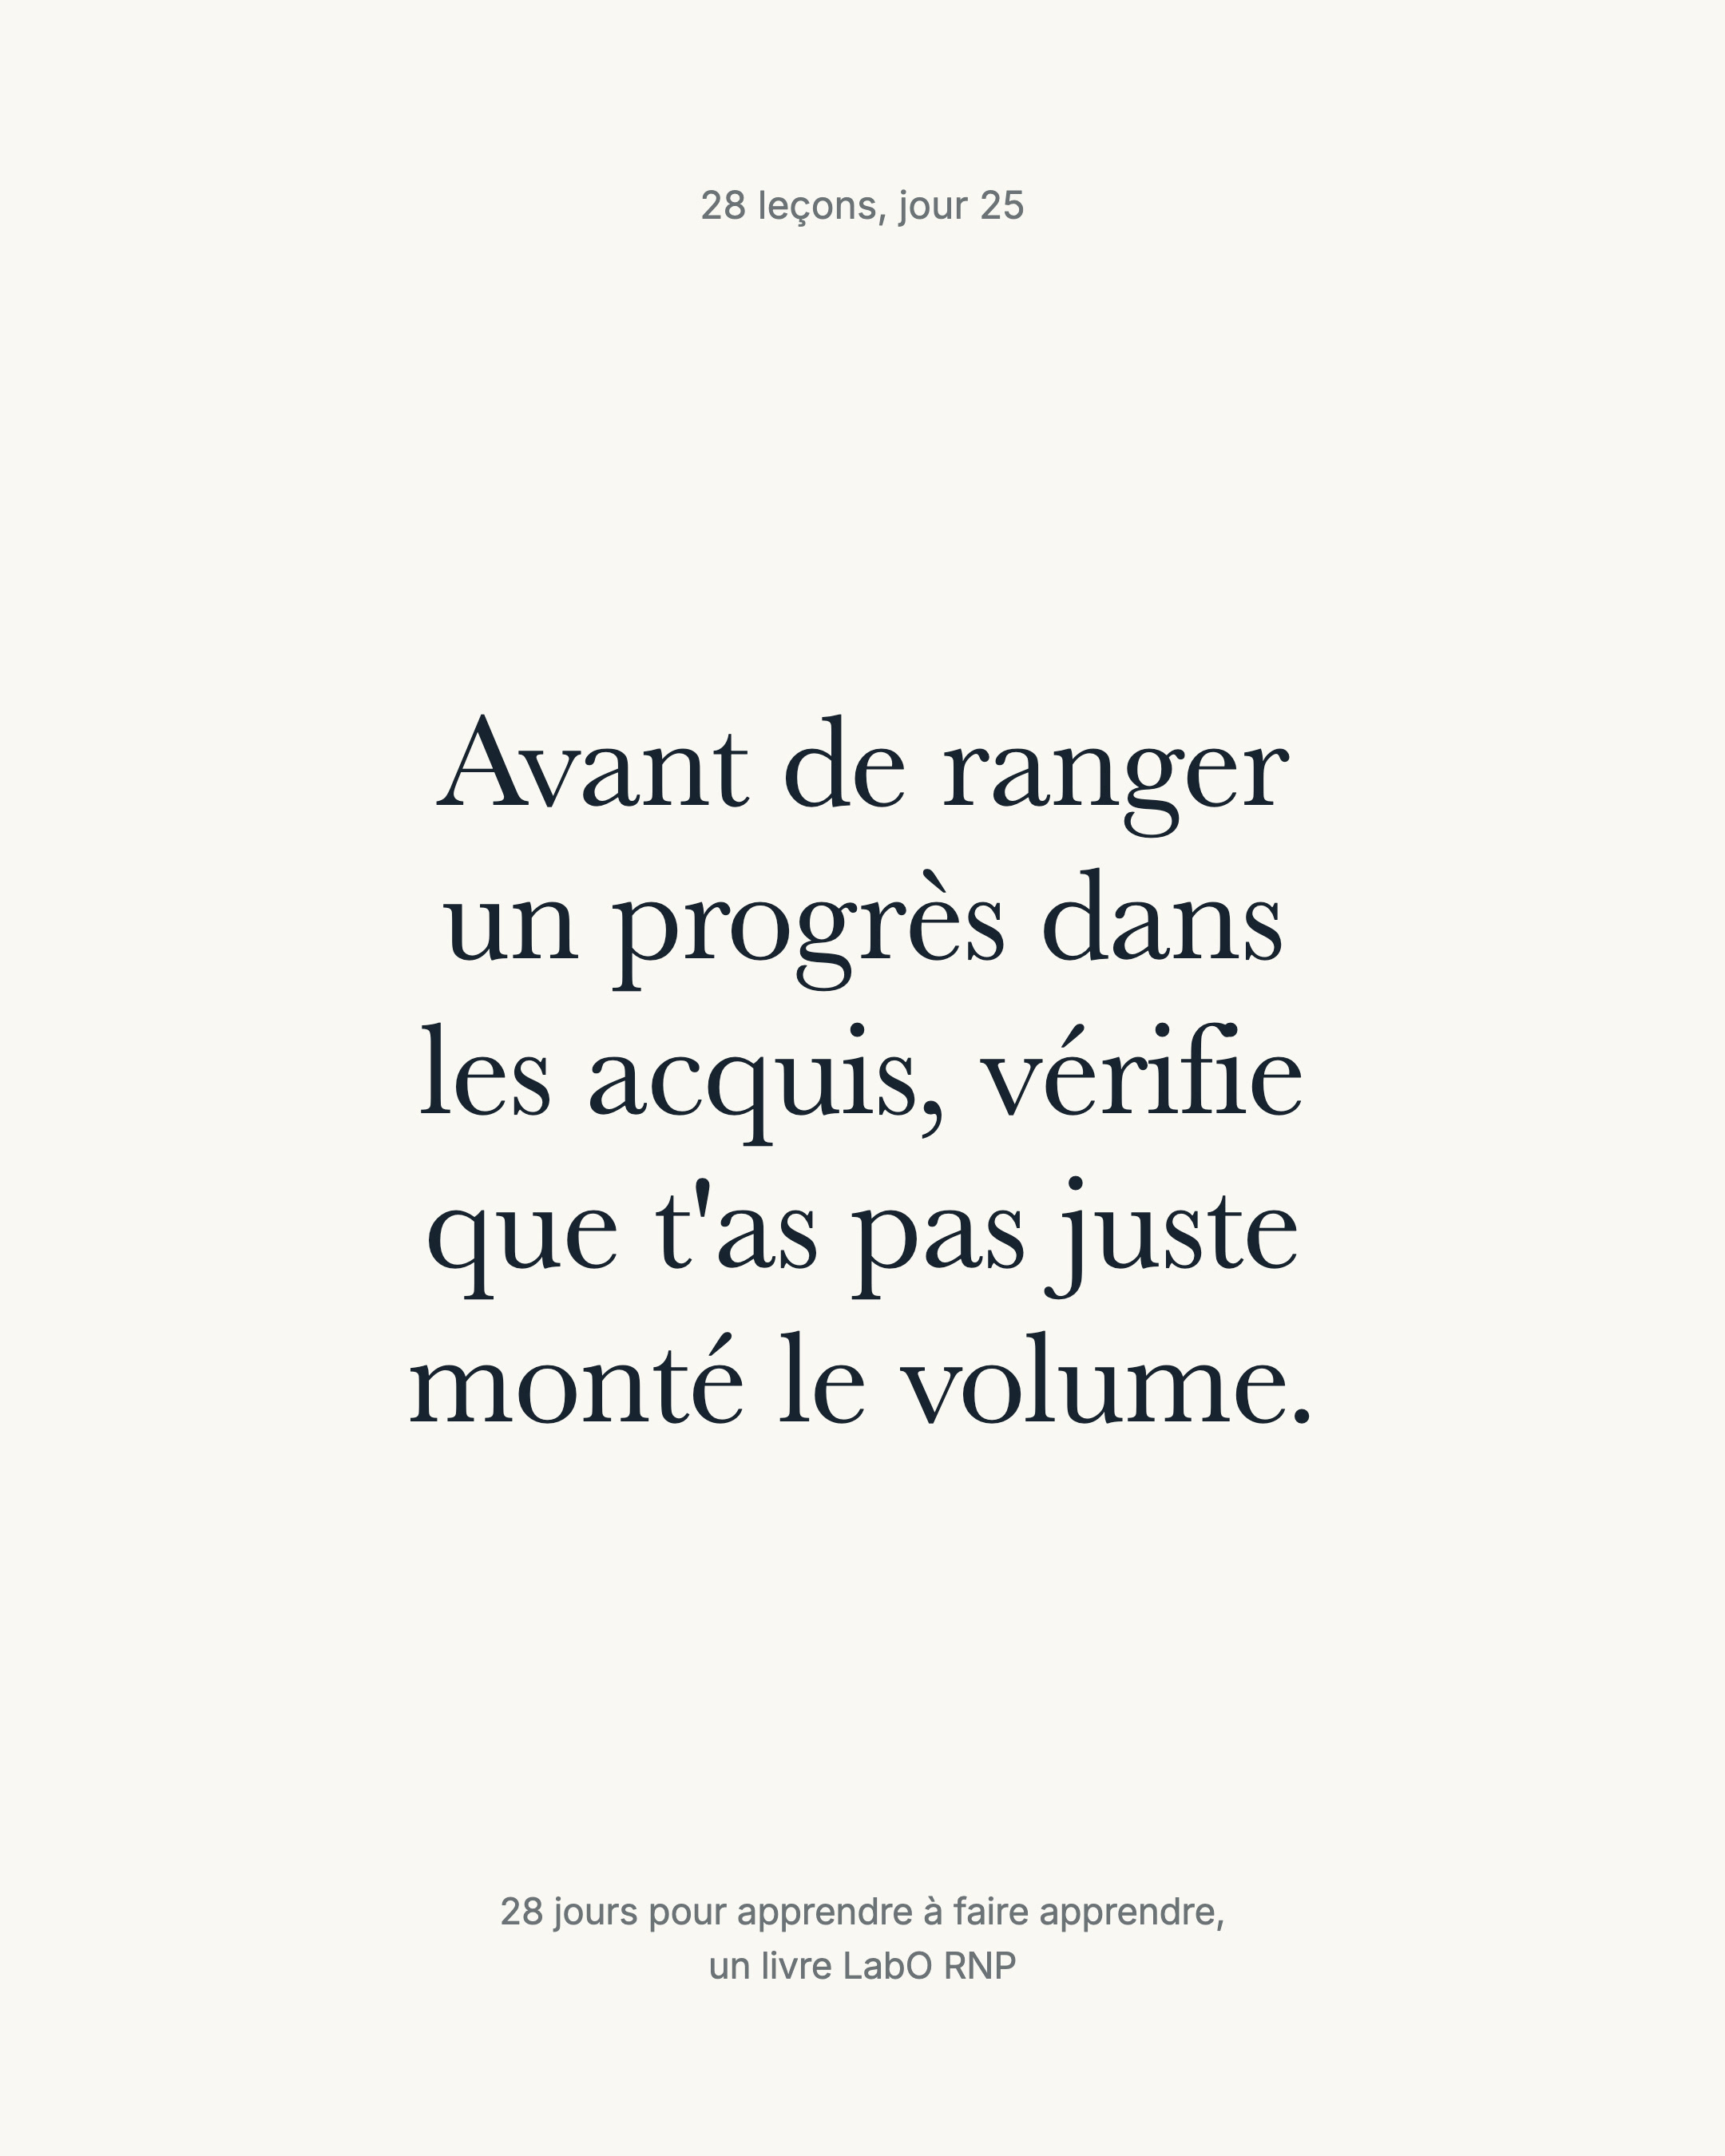 28 leçons, jour 25
Avant de ranger
un progrès dans
les acquis, vérifie
que t'as pas juste
monté le volume.
28 jours pour apprendre à faire apprendre,
un livre LabO RNP